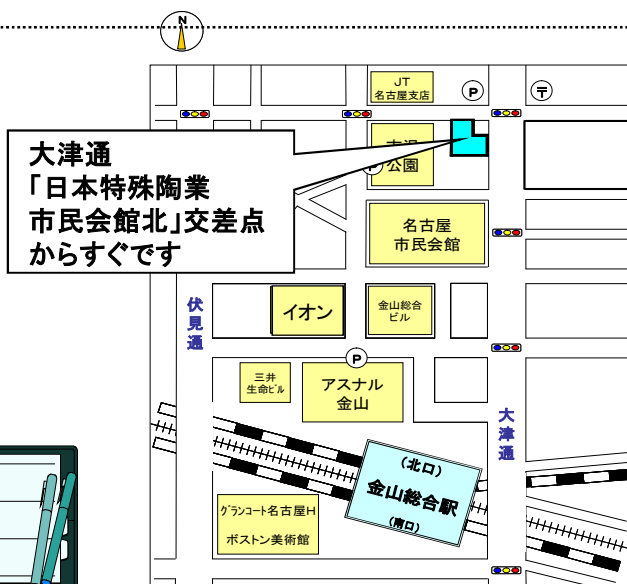 N
JT
名古屋支店
P
〒
大津通
「日本特殊陶業
市民会館北」交差点
からすぐです
公園
P
名古屋
市民会館
伏見通
イオン
金山総合
ビル
P
三井
生命ビル
アスナル
金山
大津通
(北口)
金山総合駅
(南口)
グランコート名古屋H
ボストン美術館